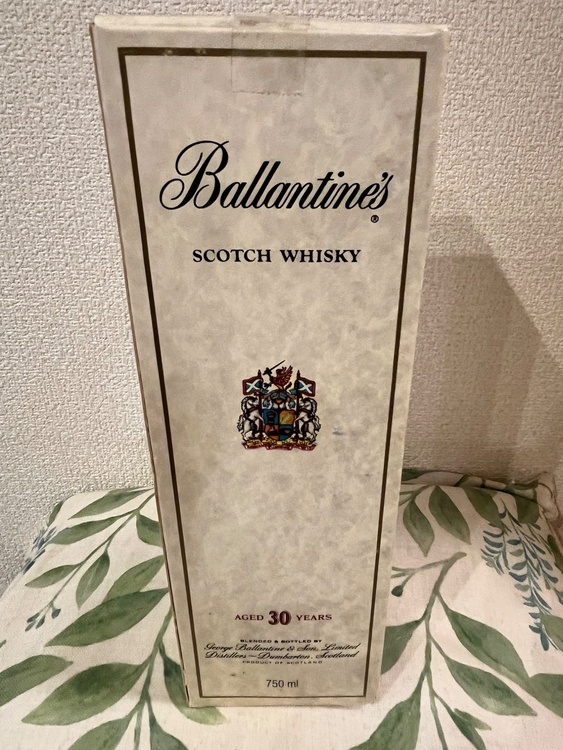 Ballantine's
®
SCOTCH WHISKY
AGED 30 YEARS
BLENDED & BOTTLED BY
George Ballantine & Son, Limited
Distillers — Dumbarton, Scotland
PRODUCT OF SCOTLAND
750 ml